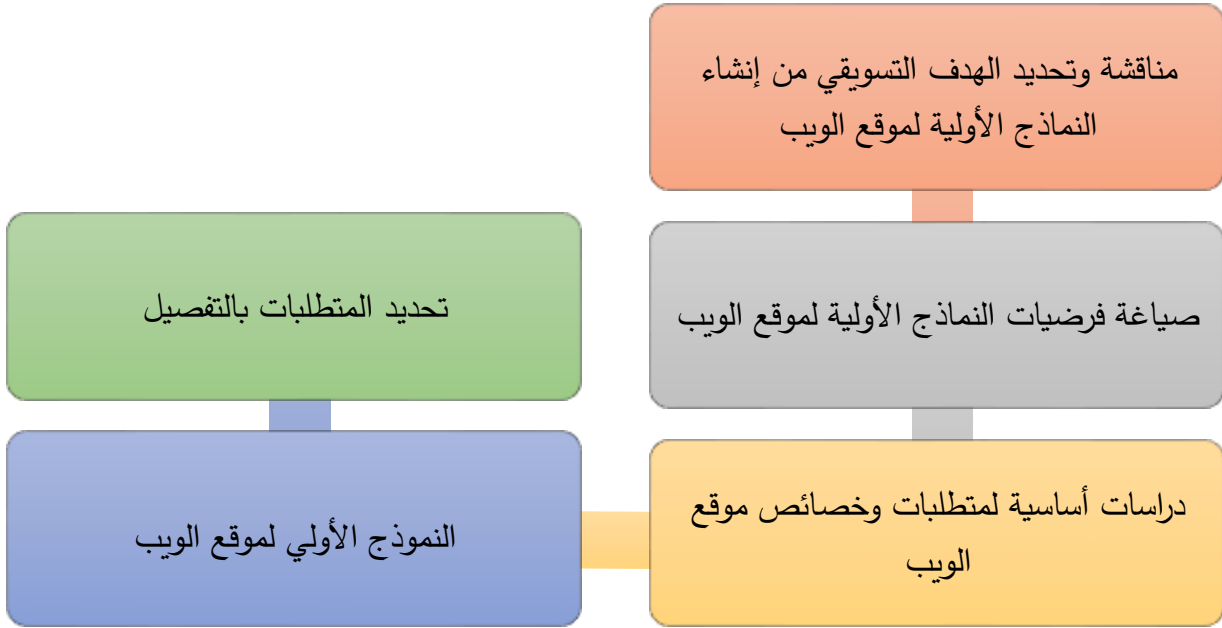 مناقشة وتحديد الهدف التسويقي من إنشاء
النماذج الأولية لموقع الويب
صياغة فرضيات النماذج الأولية لموقع الويب
دراسات أساسية لمتطلبات وخصائص موقع
الويب
النموذج الأولي لموقع الويب
تحديد المتطلبات بالتفصيل